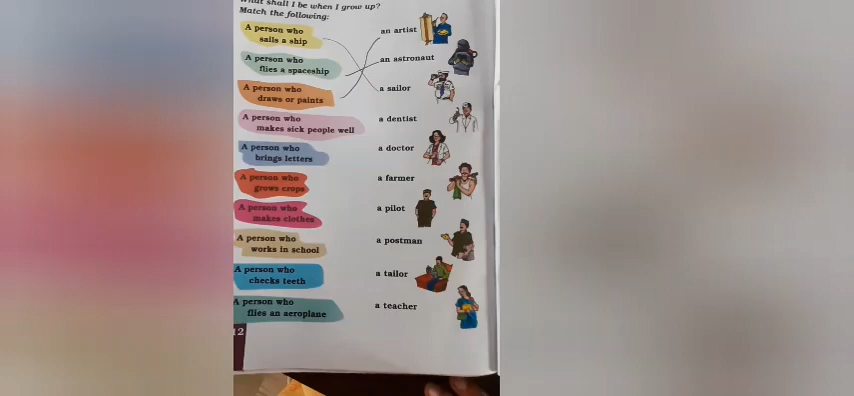 What shall I be when I grow up?
Match the following:
A person who
sails a ship
an artist
A person who
flies a spaceship
an astronaut
A person who
draws or paints
a sailor
A person who
makes sick people well
a dentist
A person who
brings letters
a doctor
A person who
grows crops
a farmer
A person who
makes clothes
a pilot
A person who
works in school
a postman
A person who
checks teeth
a tailor
A person who
flies an aeroplane
a teacher
12